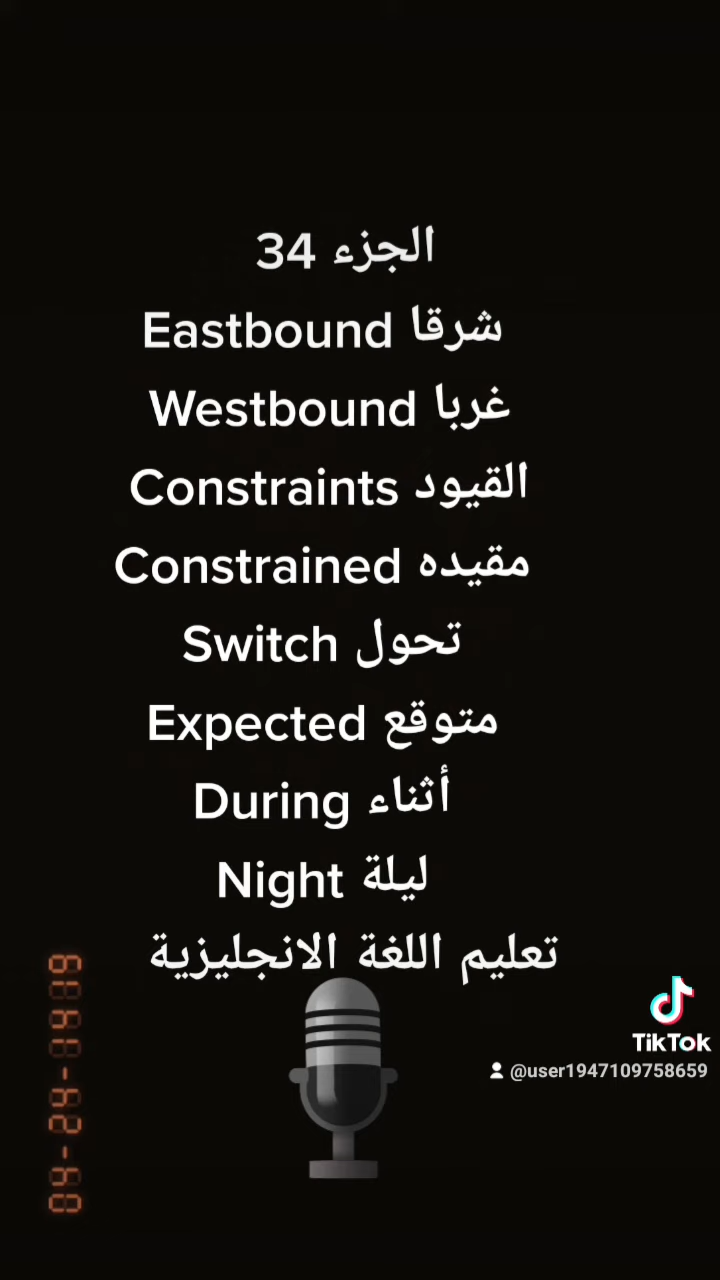 الجزء 34
Eastbound شرقا
Westbound غربا
Constraints القيود
Constrained مقيده
Switch تحول
Expected متوقع
During أثناء
Night ليلة
تعليم اللغة الانجليزية
TikTok
@user1947109758659